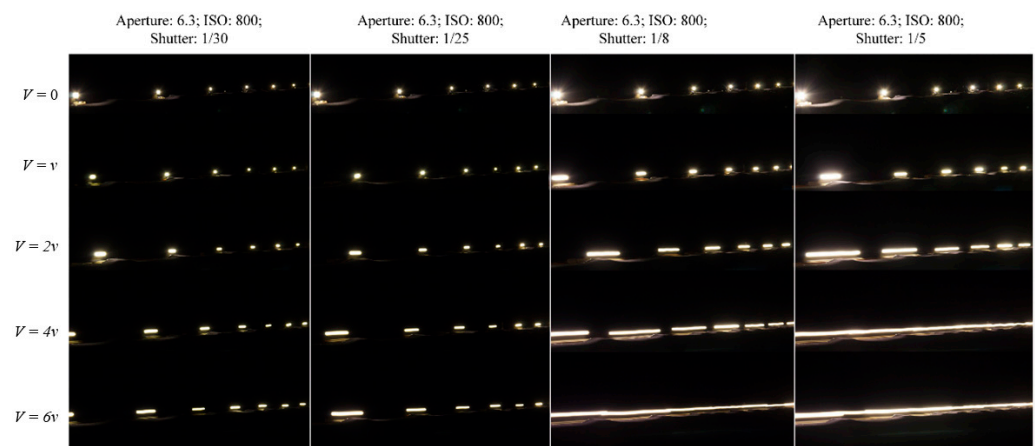 Aperture: 6.3; ISO: 800;
Shutter: 1/30
Aperture: 6.3; ISO: 800;
Shutter: 1/25
Aperture: 6.3; ISO: 800;
Shutter: 1/8
Aperture: 6.3; ISO: 800;
Shutter: 1/5
V = 0
V = v
V = 2v
V = 4v
V = 6v